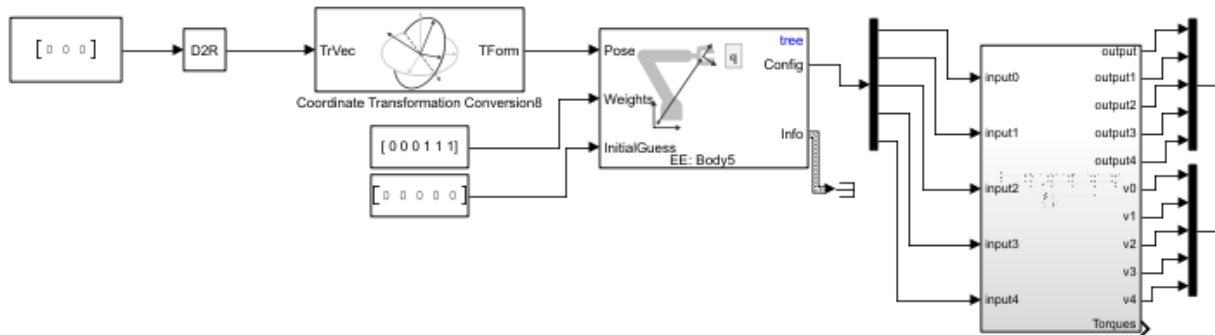 [ 0 0 0 ]
D2R
TrVec
TForm
Coordinate Transformation Conversion8
[ 0 0 0 1 1 1]
[ 0 0 0 0 0 ]
Pose
Weights
InitialGuess
tree
q
Config
Info
EE: Body5
input0
input1
input2
input3
input4
output
output1
output2
output3
output4
v0
v1
v2
v3
v4
Torques